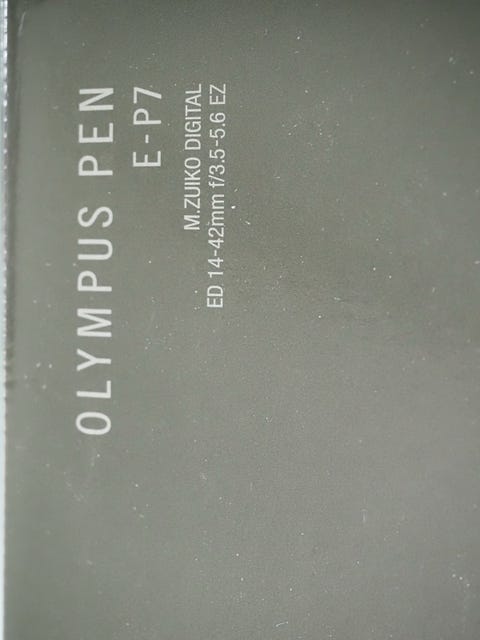 OLYMPUS PEN
E-P7
M.ZUIKO DIGITAL
ED 14-42mm f/3.5-5.6 EZ